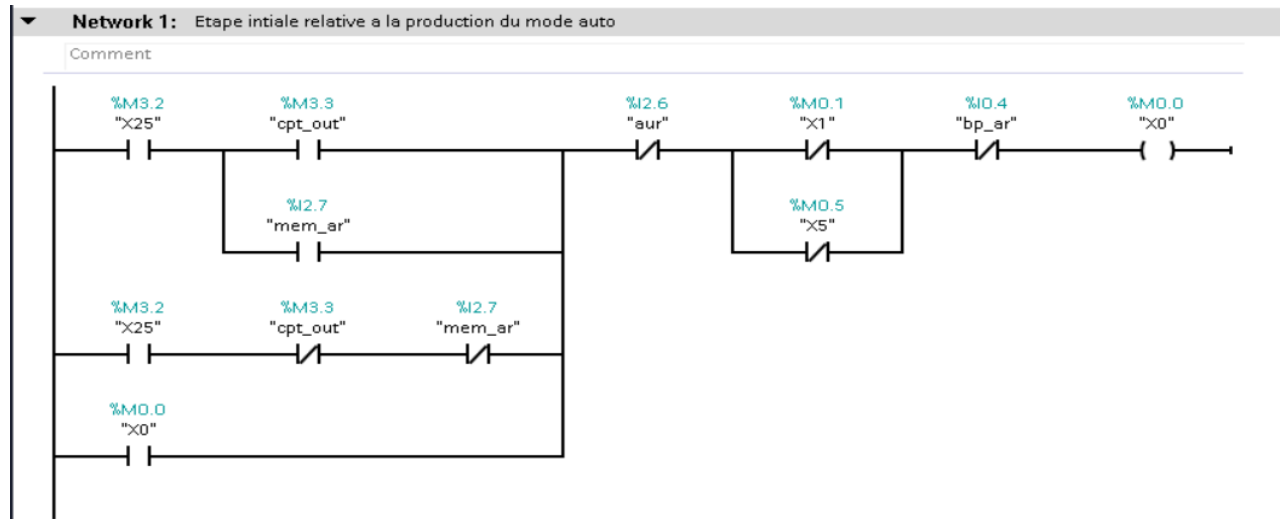 Network 1: Etape intiale relative a la production du mode auto
Comment
%M3.2 %M3.3 %I2.6 %M0.1 %I0.4 %M0.0
"X25" "cpt_out" "aur" "X1" "bp_ar" "X0"
%I2.7 %M0.5
"mem_ar" "X5"
%M3.2 %M3.3 %I2.7
"X25" "cpt_out" "mem_ar"
%M0.0
"X0"